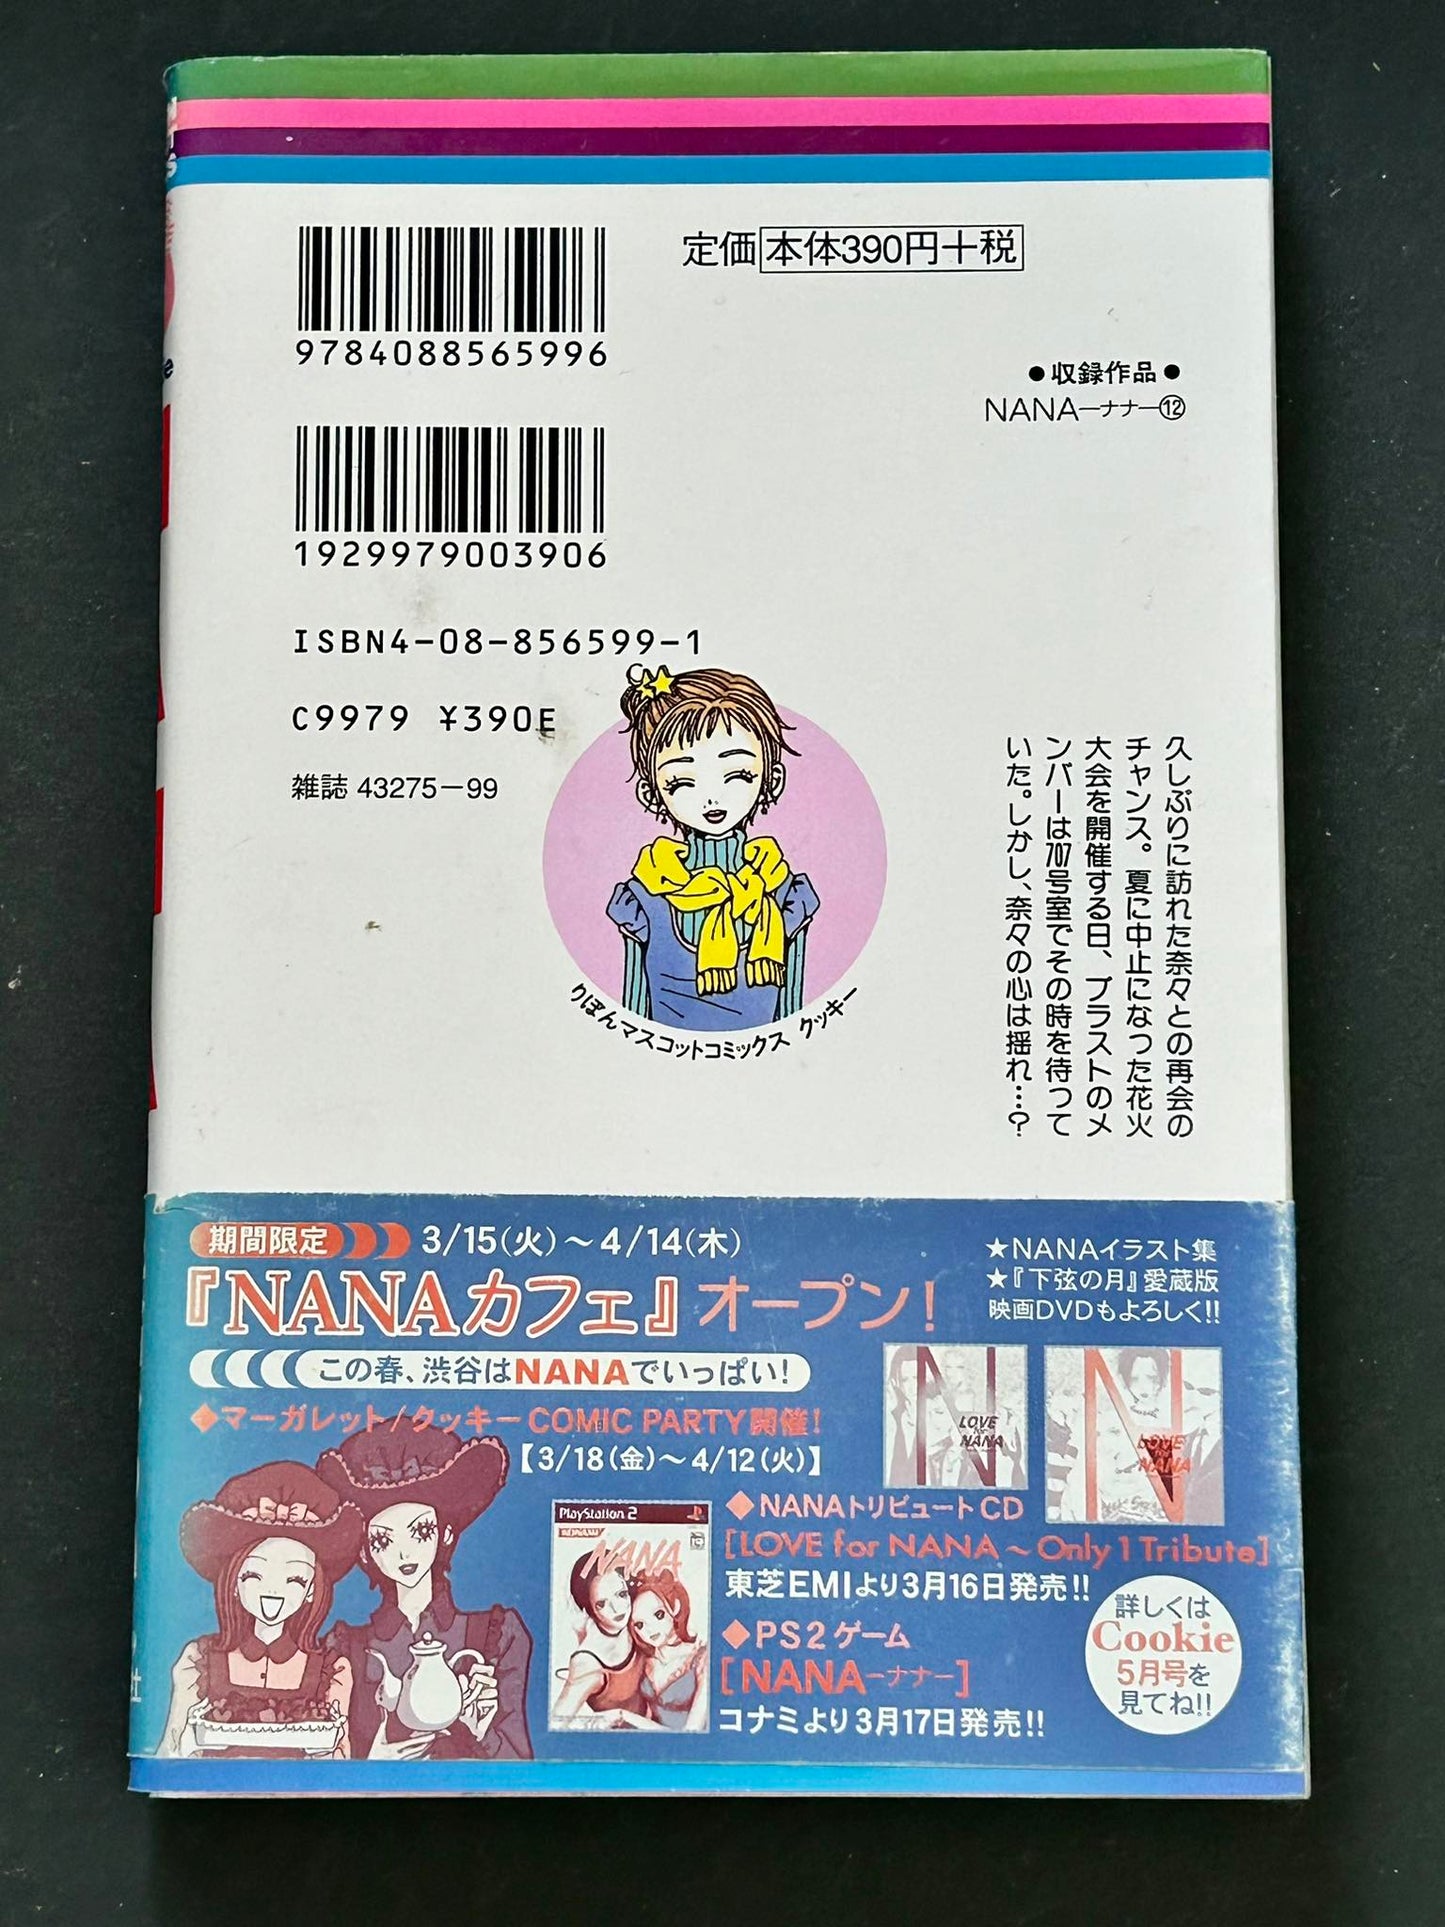 9784088565996
定価本体390円+税
●収録作品●
NANA―ナナ―⑫
1929979003906
ISBN4-08-856599-1
C9979 ¥390E
雑誌 43275-99
りぼんマスコットコミックス クッキー
久しぶりに訪れた奈々との再会の
チャンス。夏に中止になった花火
大会を開催する日、ブラストのメ
ンバーは707号室でその時を待って
いた。しかし、奈々の心は揺れ…?
期間限定 3/15(火)～4/14(木)
『NANAカフェ』オープン!
この春、渋谷はNANAでいっぱい!
◆マーガレット/クッキーCOMIC PARTY開催!
【3/18(金)～4/12(火)】
★NANAイラスト集
★『下弦の月』愛蔵版
映画DVDもよろしく!!
N
LOVE
for
NANA
N
LOVE
NANA
◆NANAトリビュートCD
[LOVE for NANA～Only 1 Tribute]
東芝EMIより3月16日発売!!
PlayStation 2
KONAMI
NANA
◆PS2ゲーム
[NANA―ナナ―]
コナミより3月17日発売!!
詳しくは
Cookie
5月号を
見てね!!
社